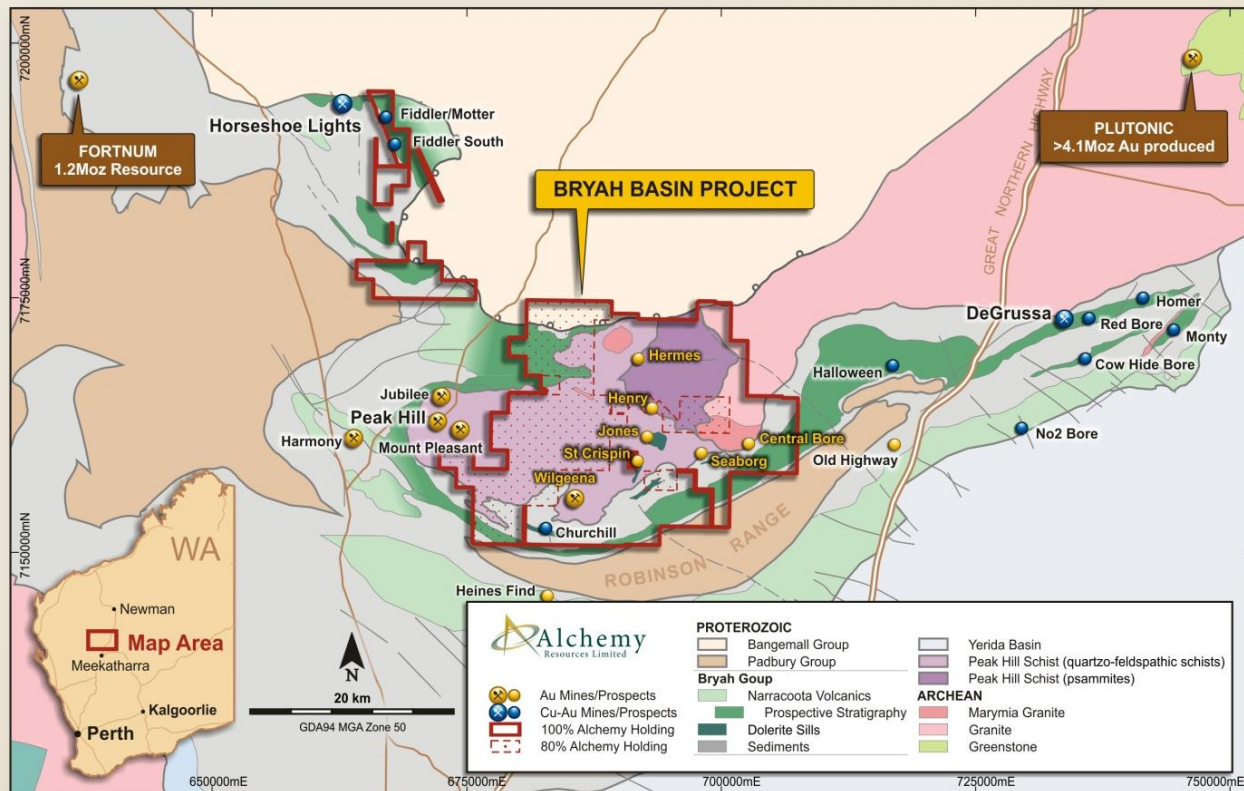 7200000mN
7175000mN
7150000mN
FORTNUM
1.2Moz Resource
Horseshoe Lights
Fiddler/Motter
Fiddler South
BRYAH BASIN PROJECT
PLUTONIC
>4.1Moz Au produced
GREAT NORTHERN HIGHWAY
DeGrussa
Homer
Red Bore
Monty
Cow Hide Bore
Halloween
No2 Bore
Old Highway
Hermes
Henry
Jones
St Crispin
Central Bore
Seaborg
Wilgeena
Churchill
Jubilee
Peak Hill
Harmony
Mount Pleasant
ROBINSON RANGE
Heines Find
WA
Newman
Map Area
Meekatharra
Kalgoorlie
Perth
N
20 km
GDA94 MGA Zone 50
Alchemy
Resources Limited
Au Mines/Prospects
Cu-Au Mines/Prospects
100% Alchemy Holding
80% Alchemy Holding
PROTEROZOIC
Bangemall Group
Padbury Group
Bryah Goup
Narracoota Volcanics
Prospective Stratigraphy
Dolerite Sills
Sediments
Yerida Basin
Peak Hill Schist (quartzo-feldspathic schists)
Peak Hill Schist (psammites)
ARCHEAN
Marymia Granite
Granite
Greenstone
650000mE
675000mE
700000mE
725000mE
750000mE